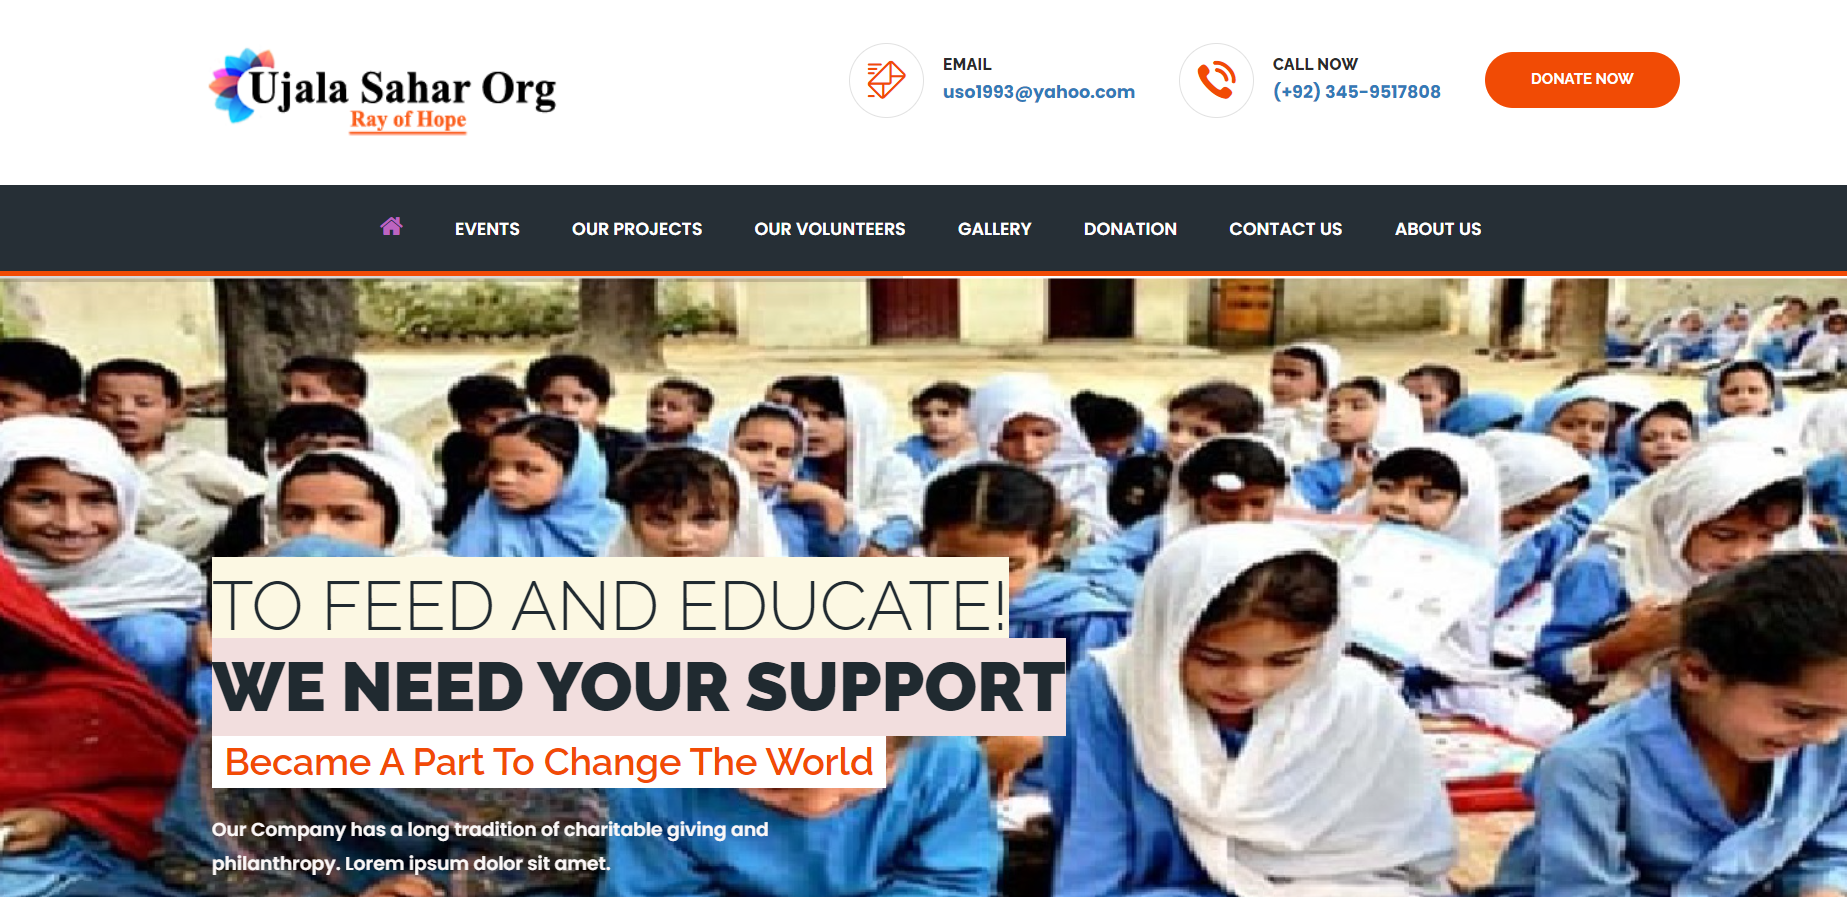 Ujala Sahar Org
Ray of Hope
EMAIL
uso1993@yahoo.com
CALL NOW
(+92) 345-9517808
DONATE NOW
EVENTS
OUR PROJECTS
OUR VOLUNTEERS
GALLERY
DONATION
CONTACT US
ABOUT US
TO FEED AND EDUCATE!
WE NEED YOUR SUPPORT
Became A Part To Change The World
Our Company has a long tradition of charitable giving and
philanthropy. Lorem ipsum dolor sit amet.